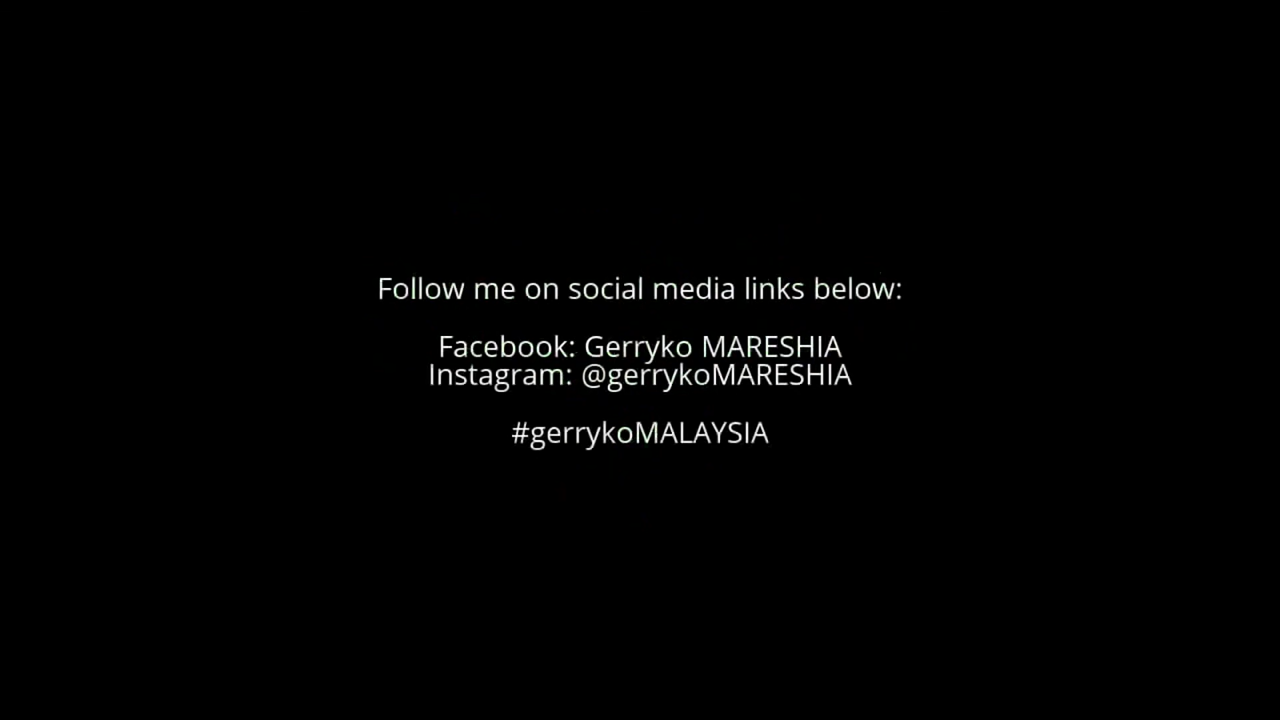 Follow me on social media links below:
Facebook: Gerryko MARESHIA
Instagram: @gerrykoMARESHIA
#gerrykoMALAYSIA